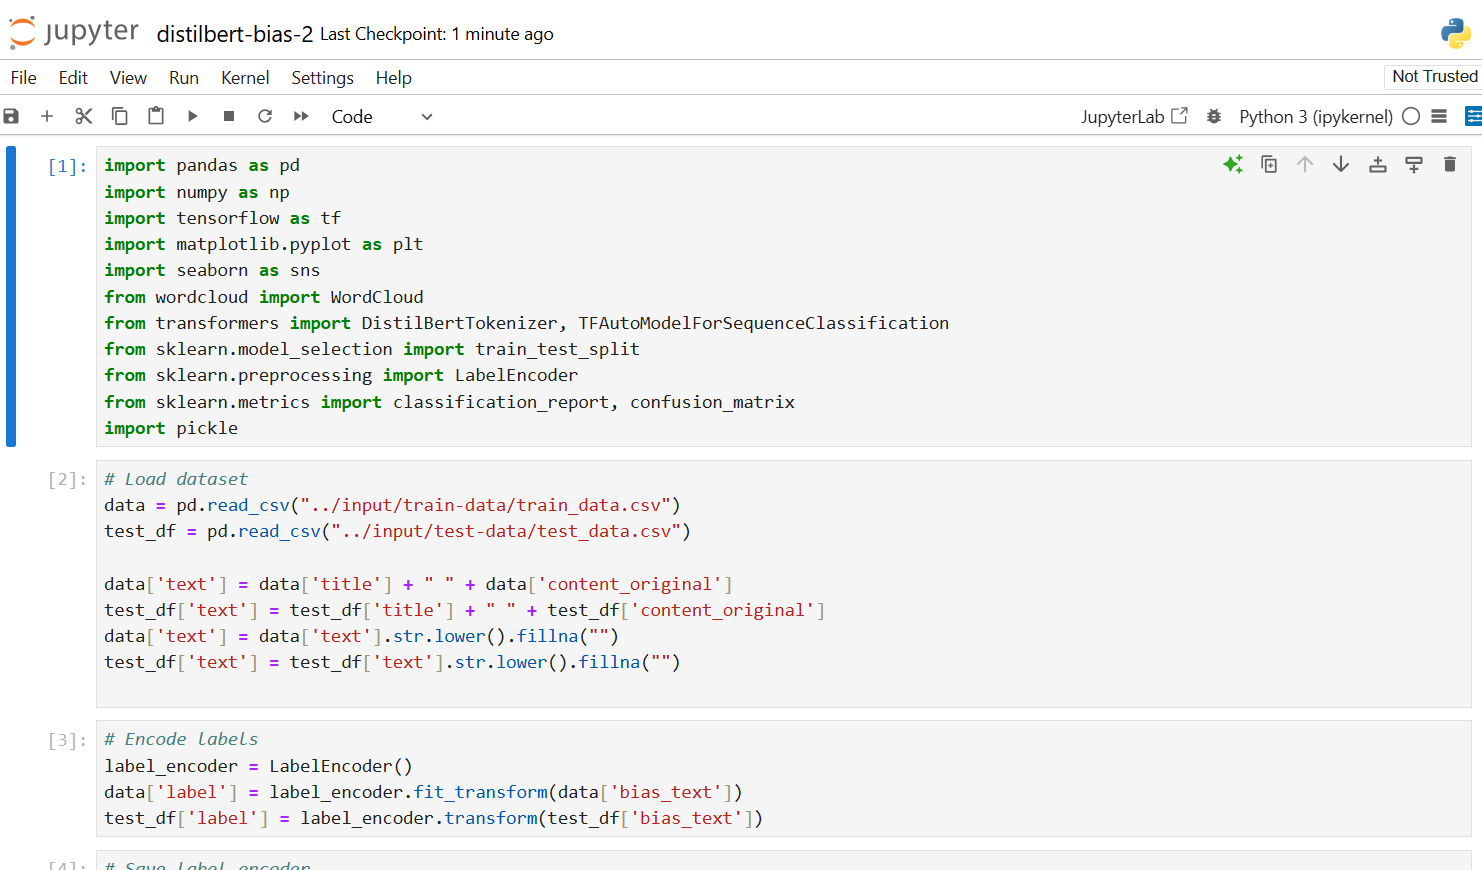 jupyter distilbert-bias-2 Last Checkpoint: 1 minute ago
File Edit View Run Kernel Settings Help
Not Trusted
Code
JupyterLab Python 3 (ipykernel)
[1]:
import pandas as pd
import numpy as np
import tensorflow as tf
import matplotlib.pyplot as plt
import seaborn as sns
from wordcloud import WordCloud
from transformers import DistilBertTokenizer, TFAutoModelForSequenceClassification
from sklearn.model_selection import train_test_split
from sklearn.preprocessing import LabelEncoder
from sklearn.metrics import classification_report, confusion_matrix
import pickle
[2]:
# Load dataset
data = pd.read_csv("../input/train-data/train_data.csv")
test_df = pd.read_csv("../input/test-data/test_data.csv")
data['text'] = data['title'] + " " + data['content_original']
test_df['text'] = test_df['title'] + " " + test_df['content_original']
data['text'] = data['text'].str.lower().fillna("")
test_df['text'] = test_df['text'].str.lower().fillna("")
[3]:
# Encode labels
label_encoder = LabelEncoder()
data['label'] = label_encoder.fit_transform(data['bias_text'])
test_df['label'] = label_encoder.transform(test_df['bias_text'])
[4]:
# Save label encoder